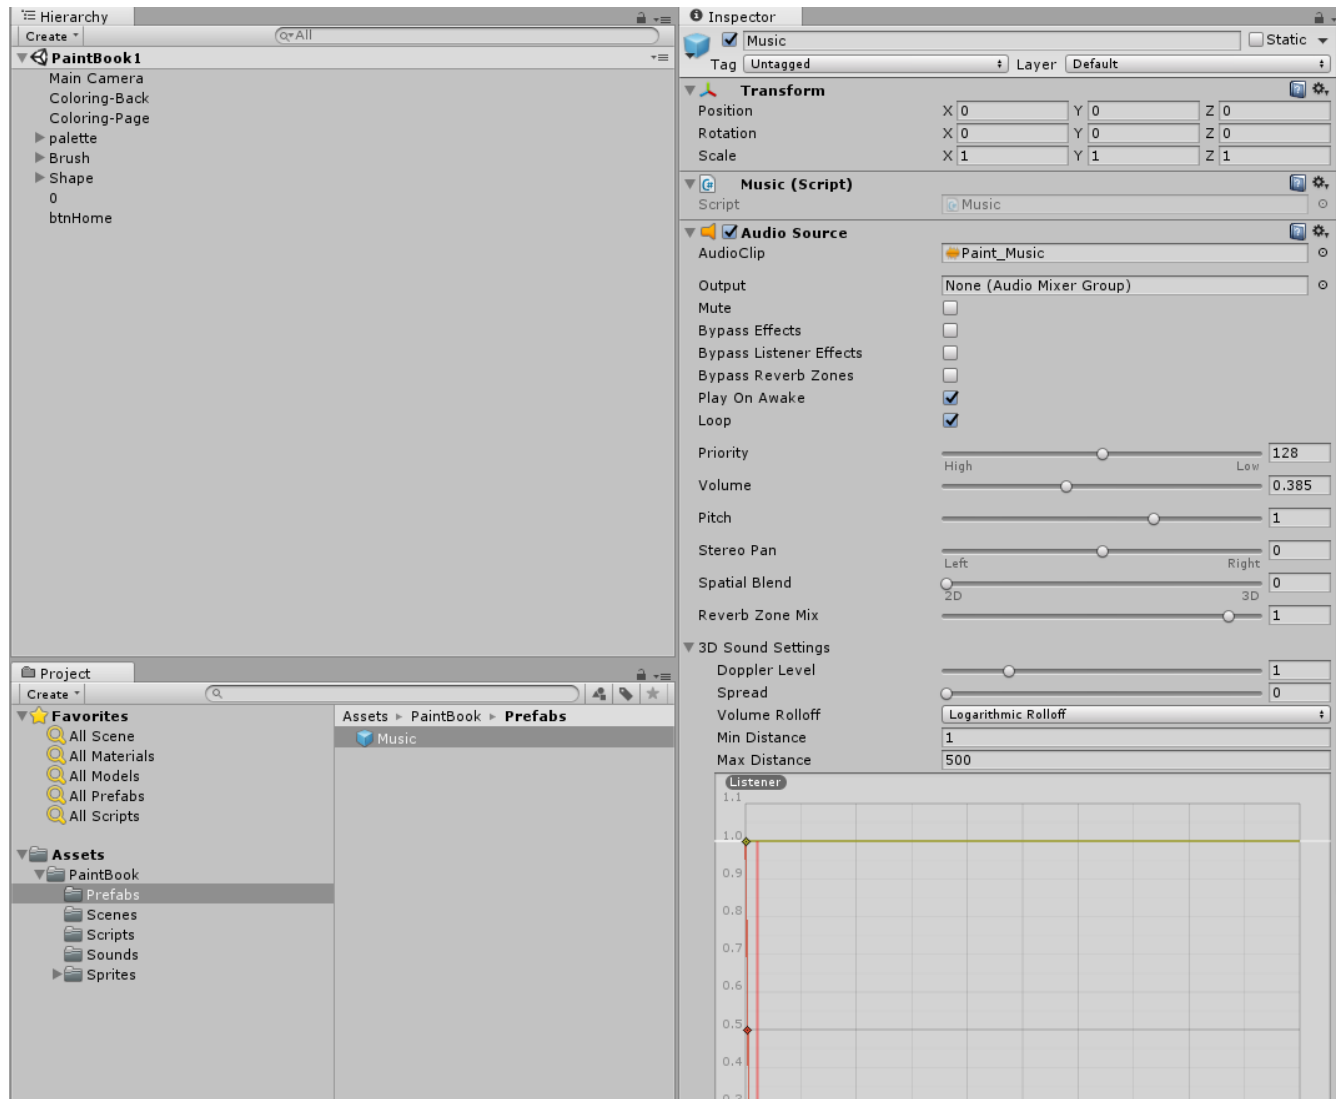 Hierarchy
Create
All
PaintBook1
Main Camera
Coloring-Back
Coloring-Page
palette
Brush
Shape
0
btnHome
Project
Create
Favorites
All Scene
All Materials
All Models
All Prefabs
All Scripts
Assets
PaintBook
Prefabs
Scenes
Scripts
Sounds
Sprites
Assets PaintBook Prefabs
Music
Inspector
Music Static
Tag Untagged Layer Default
Transform
Position X 0 Y 0 Z 0
Rotation X 0 Y 0 Z 0
Scale X 1 Y 1 Z 1
Music (Script)
Script Music
Audio Source
AudioClip Paint_Music
Output None (Audio Mixer Group)
Mute
Bypass Effects
Bypass Listener Effects
Bypass Reverb Zones
Play On Awake
Loop
Priority 128
High Low
Volume 0.385
Pitch 1
Stereo Pan 0
Left Right
Spatial Blend 0
2D 3D
Reverb Zone Mix 1
3D Sound Settings
Doppler Level 1
Spread 0
Volume Rolloff Logarithmic Rolloff
Min Distance 1
Max Distance 500
Listener
1.1
1.0
0.9
0.8
0.7
0.6
0.5
0.4
0.3